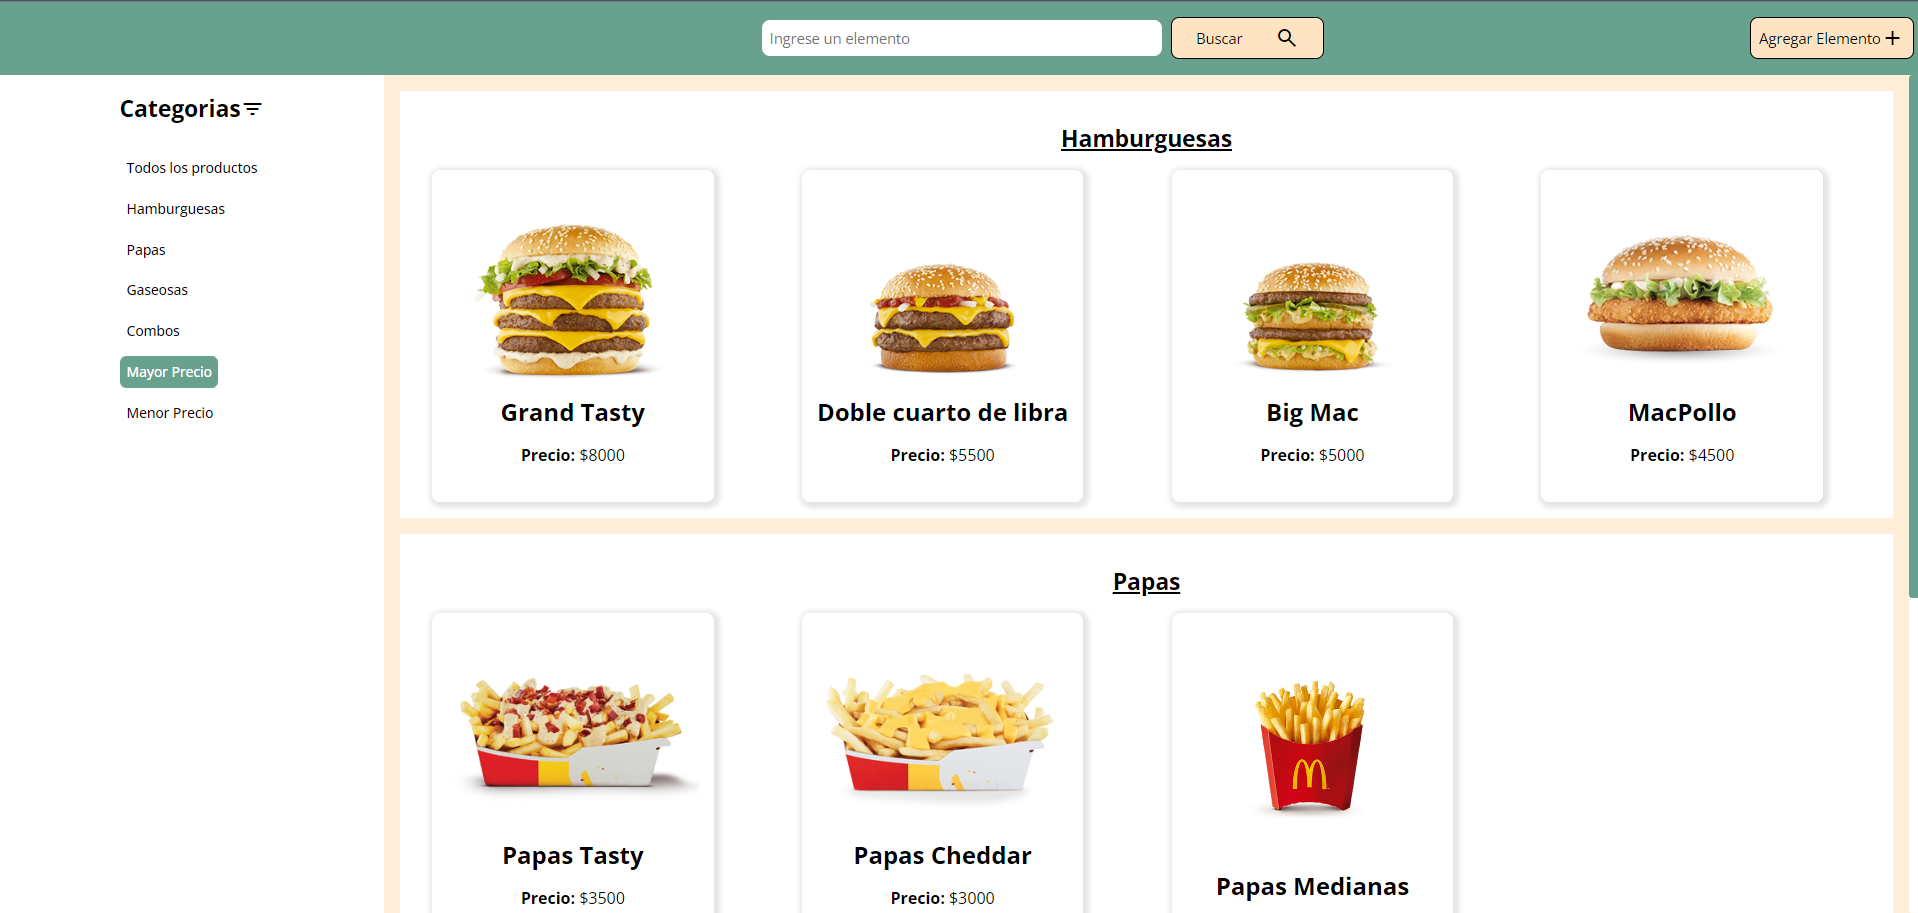 Ingrese un elemento
Buscar
Agregar Elemento
Categorias
Todos los productos
Hamburguesas
Papas
Gaseosas
Combos
Mayor Precio
Menor Precio
Hamburguesas
Grand Tasty
Precio: $8000
Doble cuarto de libra
Precio: $5500
Big Mac
Precio: $5000
MacPollo
Precio: $4500
Papas
Papas Tasty
Precio: $3500
Papas Cheddar
Precio: $3000
Papas Medianas